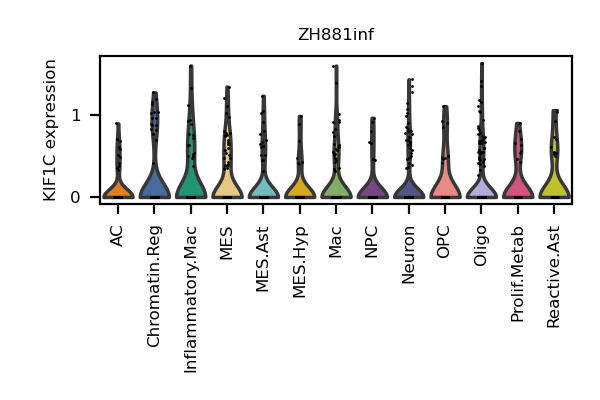 ZH881inf
KIF1C expression
1
0
AC
Chromatin.Reg
Inflammatory.Mac
MES
MES.Ast
MES.Hyp
Mac
NPC
Neuron
OPC
Oligo
Prolif.Metab
Reactive.Ast